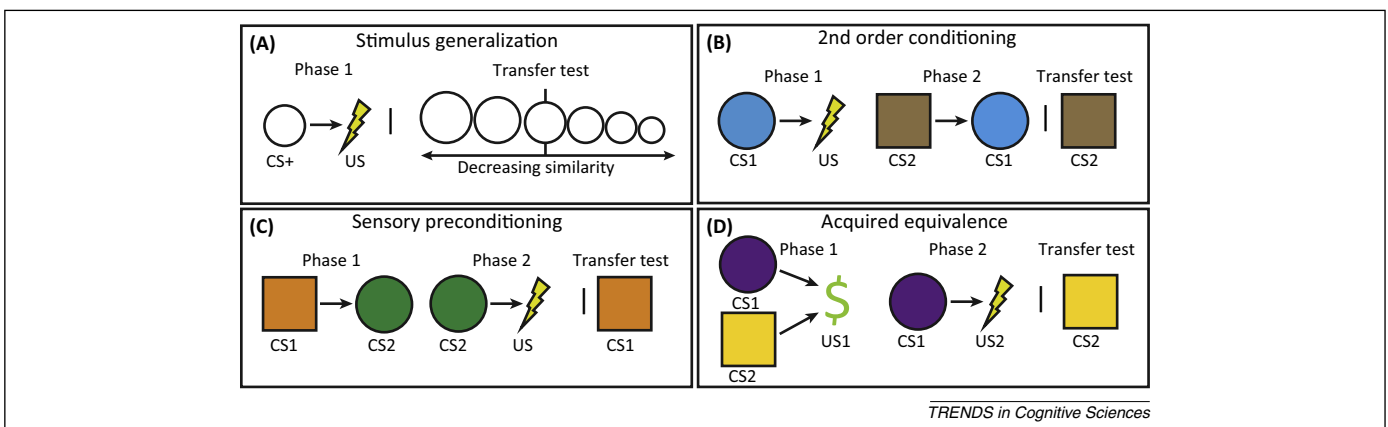 (A) Stimulus generalization
Phase 1 Transfer test
CS+ US
Decreasing similarity
(B) 2nd order conditioning
Phase 1 Phase 2 Transfer test
CS1 US CS2 CS1 CS2
(C) Sensory preconditioning
Phase 1 Phase 2 Transfer test
CS1 CS2 CS2 US CS1
(D) Acquired equivalence
Phase 1 Phase 2 Transfer test
$
CS1
US1 CS1 US2 CS2
CS2
TRENDS in Cognitive Sciences